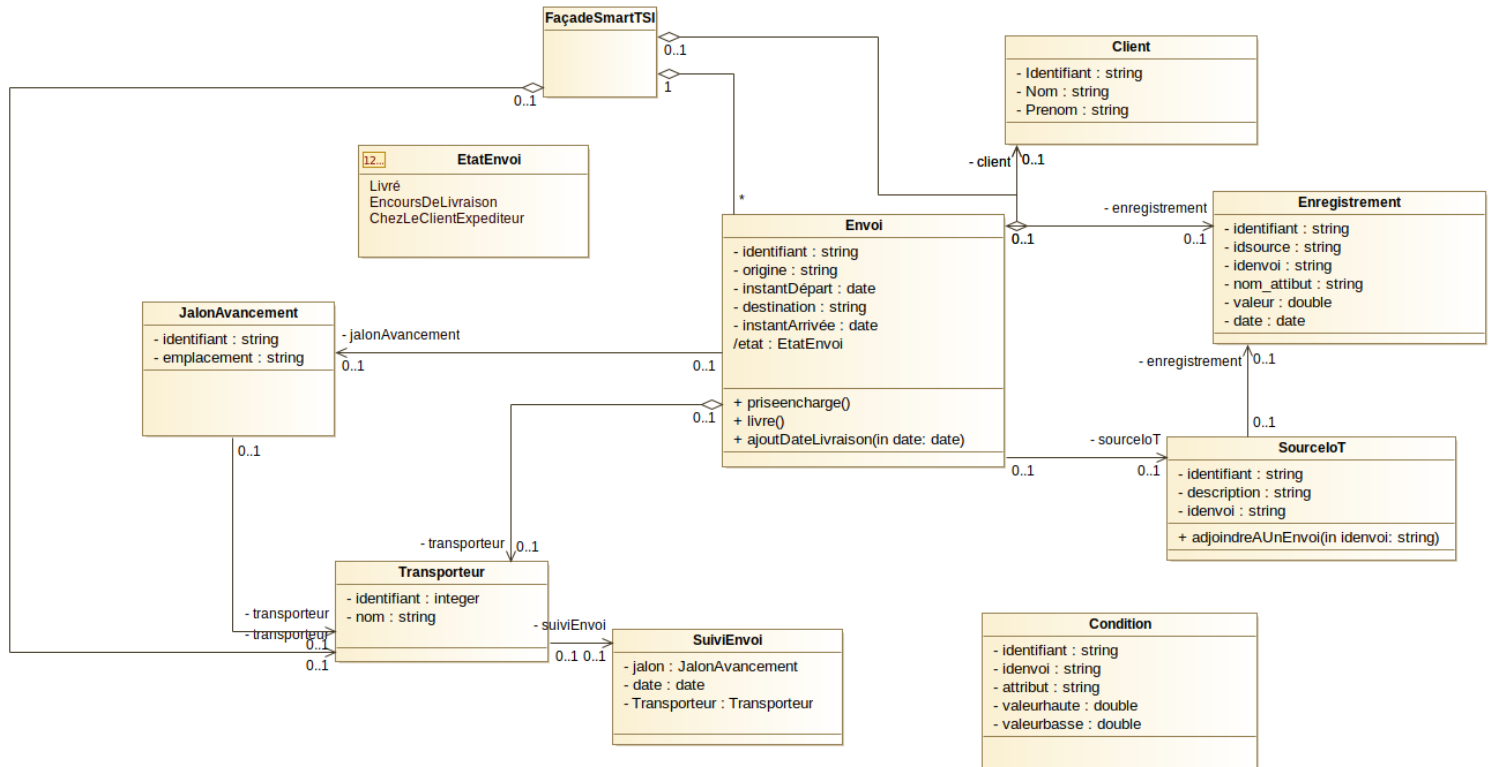 FaçadeSmartTSI
0..1
1
0..1
Client
- Identifiant : string
- Nom : string
- Prenom : string
- client
0..1
12...
EtatEnvoi
Livré
EncoursDeLivraison
ChezLeClientExpediteur
*
Envoi
- identifiant : string
- origine : string
- instantDépart : date
- destination : string
- instantArrivée : date
/etat : EtatEnvoi
+ priseencharge()
+ livre()
+ ajoutDateLivraison(in date: date)
0..1
- enregistrement
0..1
Enregistrement
- identifiant : string
- idsource : string
- idenvoi : string
- nom_attibut : string
- valeur : double
- date : date
JalonAvancement
- identifiant : string
- emplacement : string
- jalonAvancement
0..1
0..1
- enregistrement
0..1
0..1
0..1
0..1
- sourceIoT
0..1
0..1
SourceIoT
- identifiant : string
- description : string
- idenvoi : string
+ adjoindreAUnEnvoi(in idenvoi: string)
- transporteur
0..1
Transporteur
- identifiant : integer
- nom : string
- transporteur
- transporteur
0..1
0..1
- suiviEnvoi
0..1
0..1
SuiviEnvoi
- jalon : JalonAvancement
- date : date
- Transporteur : Transporteur
Condition
- identifiant : string
- idenvoi : string
- attribut : string
- valeurhaute : double
- valeurbasse : double